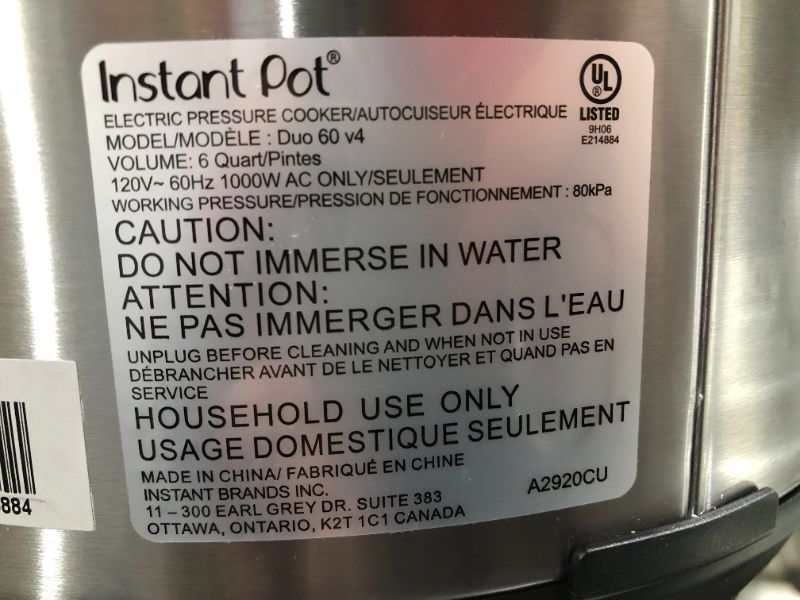 Instant Pot®
UL
®
LISTED
9H06
E214884
ELECTRIC PRESSURE COOKER/AUTOCUISEUR ÉLECTRIQUE
MODEL/MODÈLE : Duo 60 v4
VOLUME: 6 Quart/Pintes
120V~ 60Hz 1000W AC ONLY/SEULEMENT
WORKING PRESSURE/PRESSION DE FONCTIONNEMENT : 80kPa
CAUTION:
DO NOT IMMERSE IN WATER
ATTENTION:
NE PAS IMMERGER DANS L'EAU
UNPLUG BEFORE CLEANING AND WHEN NOT IN USE
DÉBRANCHER AVANT DE LE NETTOYER ET QUAND PAS EN
SERVICE
HOUSEHOLD USE ONLY
USAGE DOMESTIQUE SEULEMENT
MADE IN CHINA/ FABRIQUÉ EN CHINE
INSTANT BRANDS INC.
11 – 300 EARL GREY DR. SUITE 383
OTTAWA, ONTARIO, K2T 1C1 CANADA
A2920CU
884